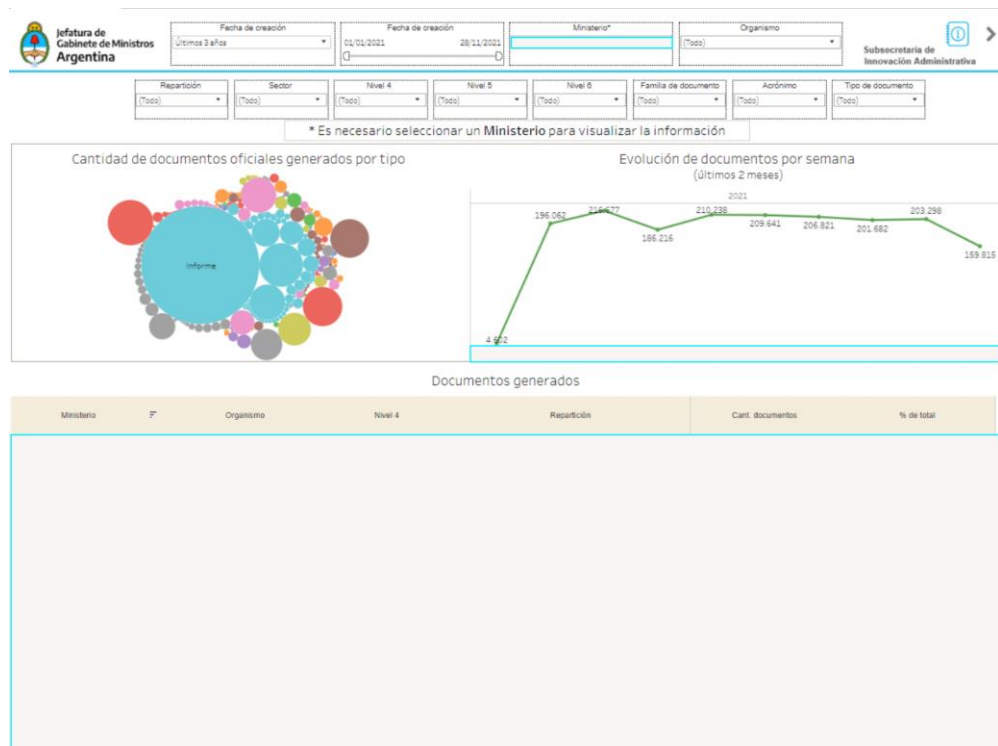 Jefatura de
Gabinete de Ministros
Argentina
Fecha de creación
Últimos 3 años
Fecha de creación
01/01/2021 28/11/2021
Ministerio*
Organismo
(Todo)
Subsecretaria de
Innovación Administrativa
Repartición
(Todo)
Sector
(Todo)
Nivel 4
(Todo)
Nivel 5
(Todo)
Nivel 6
(Todo)
Familia de documento
(Todo)
Acrónimo
(Todo)
Tipo de documento
(Todo)
* Es necesario seleccionar un Ministerio para visualizar la información
Cantidad de documentos oficiales generados por tipo
Informe
Evolución de documentos por semana
(últimos 2 meses)
2021
196.062
186.216
210.238
209.641
206.821
201.682
203.298
159.815
Documentos generados
Ministerio Organismo Nivel 4 Repartición Cant. documentos % de total